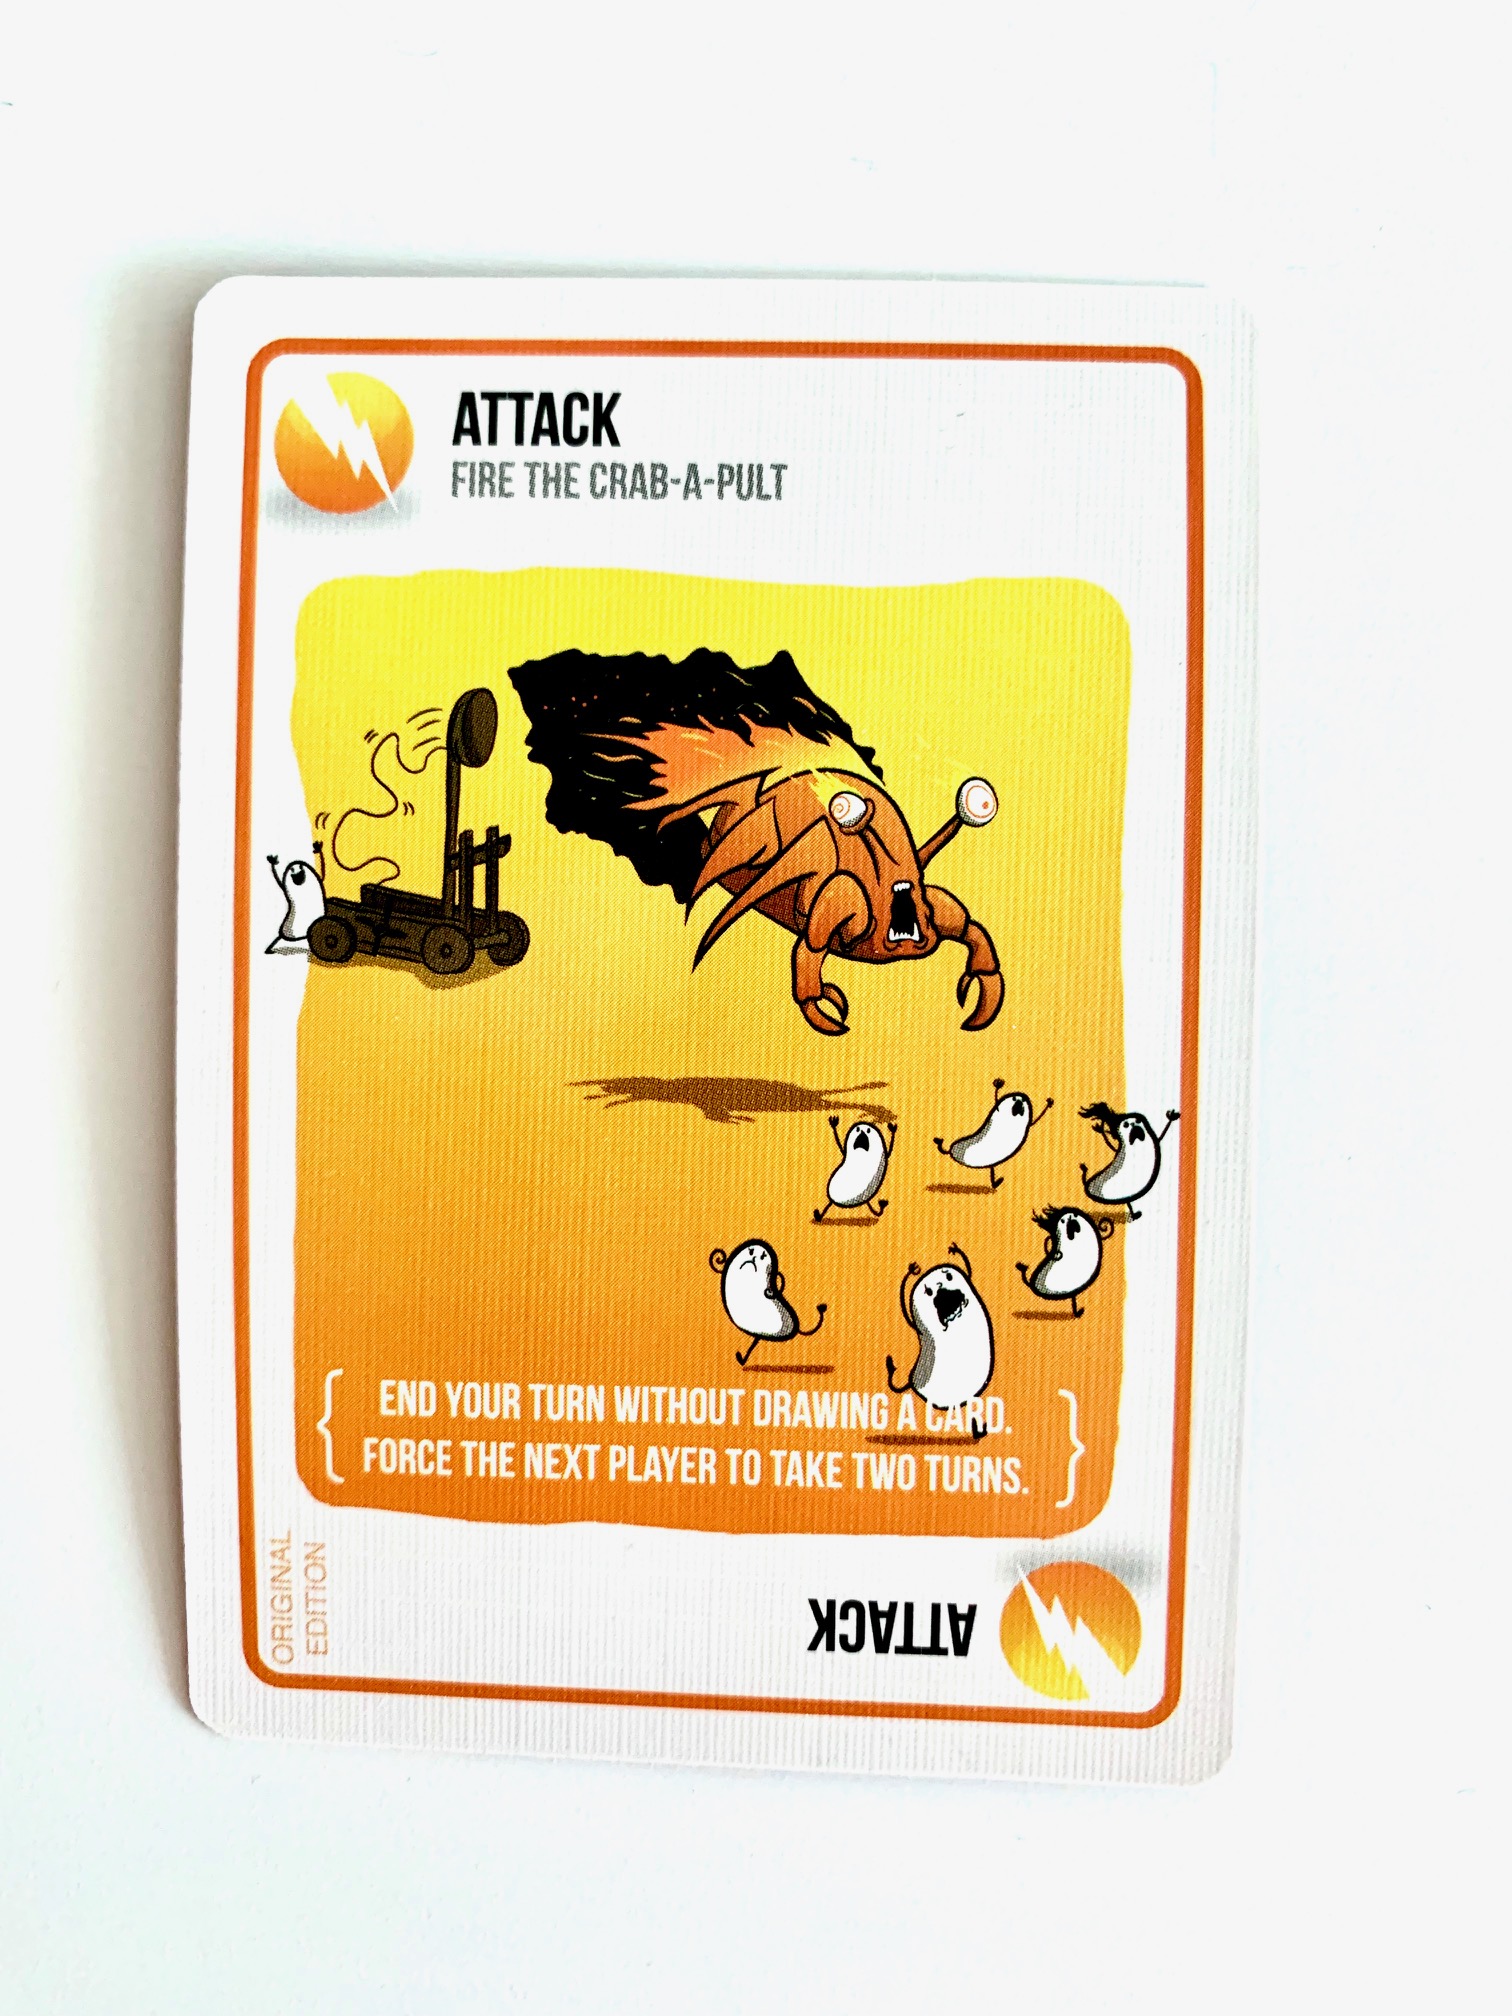 ATTACK
FIRE THE CRAB-A-PULT
END YOUR TURN WITHOUT DRAWING A CARD.
FORCE THE NEXT PLAYER TO TAKE TWO TURNS.
ORIGINAL
EDITION
ATTACK